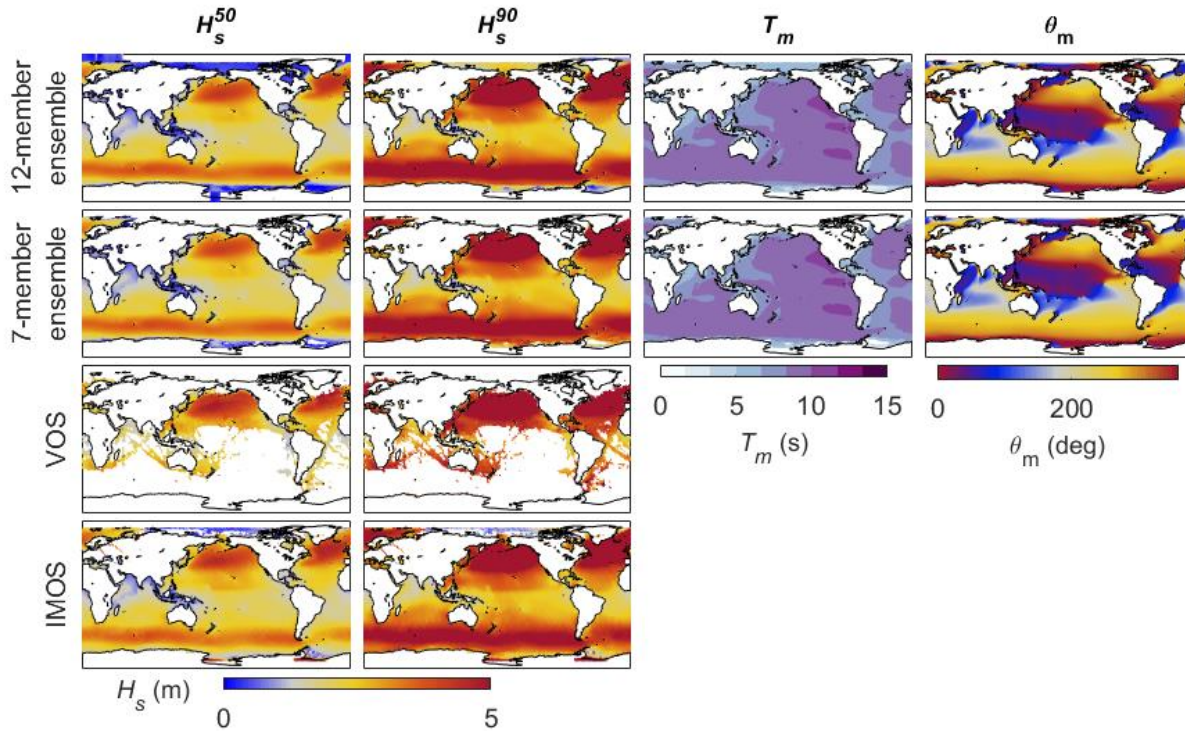 H_s^50 H_s^90 T_m θ_m
12-member
ensemble
7-member
ensemble
VOS
IMOS
0 5 10 15
T_m (s)
0 200
θ_m (deg)
H_s (m)
0 5